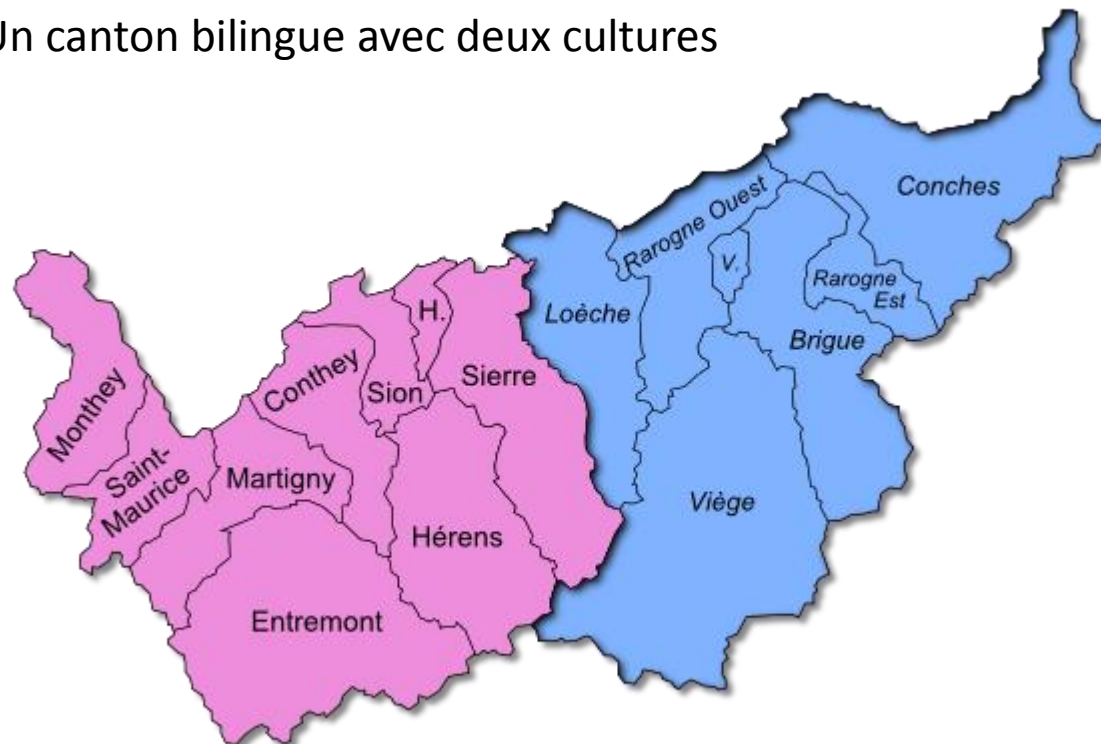 Un canton bilingue avec deux cultures
Conches
Rarogne Ouest
V.
Rarogne
Est
Loèche
Brigue
H.
Sierre
Conthey
Sion
Monthey
Saint-
Maurice
Martigny
Viège
Hérens
Entremont